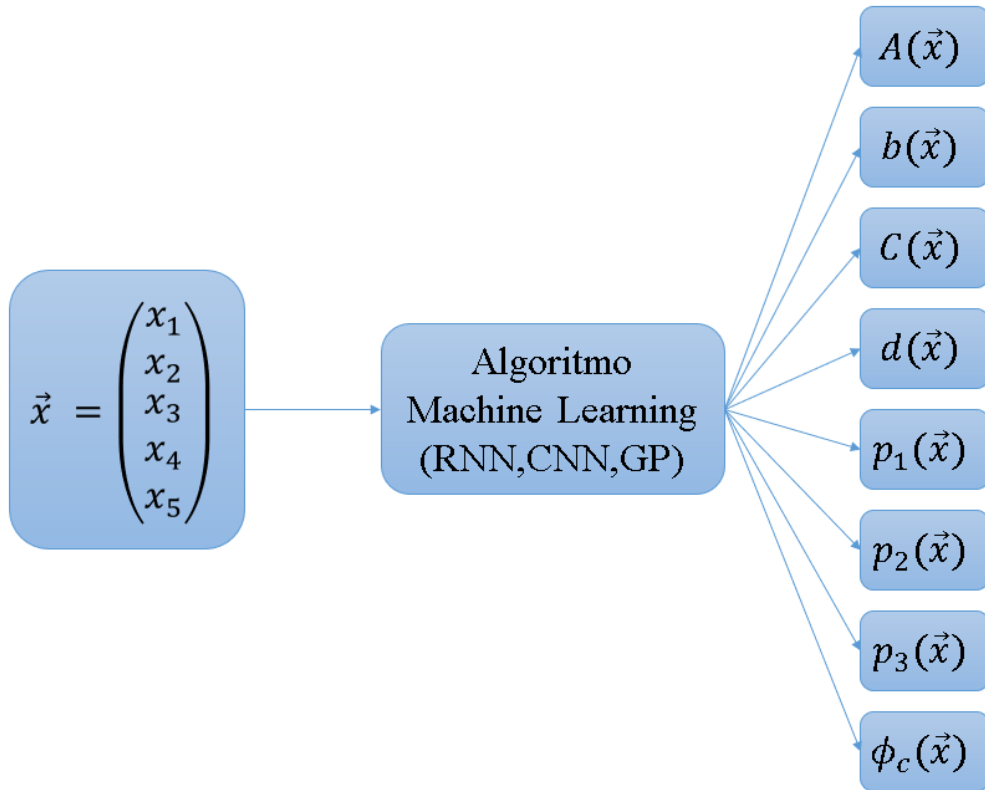 x⃗ = (x₁
x₂
x₃
x₄
x₅)
Algoritmo
Machine Learning
(RNN,CNN,GP)
A(x⃗)
b(x⃗)
C(x⃗)
d(x⃗)
p₁(x⃗)
p₂(x⃗)
p₃(x⃗)
ϕ_c(x⃗)